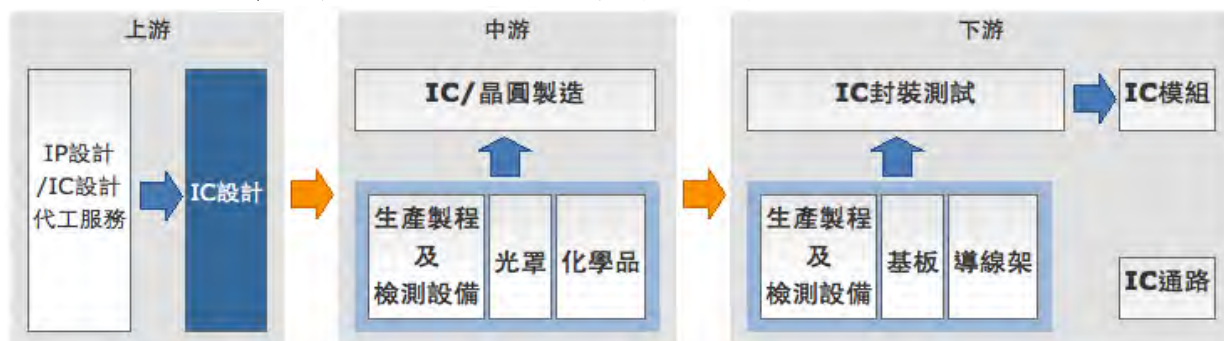 上游
IP設計
/IC設計
代工服務
IC設計
中游
IC/晶圓製造
生產製程
及
檢測設備
光罩
化學品
下游
IC封裝測試
IC模組
生產製程
及
檢測設備
基板
導線架
IC通路